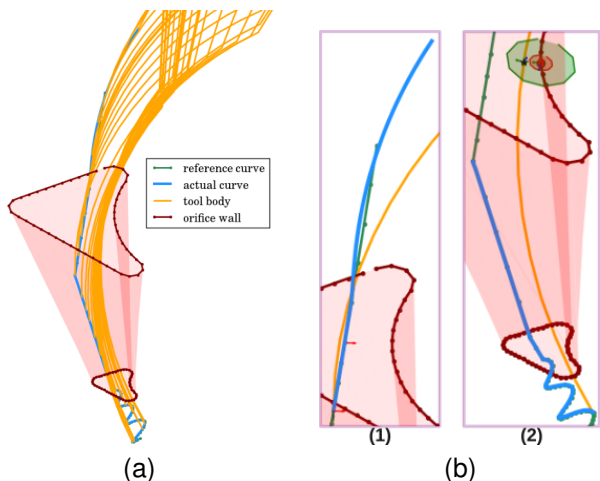 reference curve
actual curve
tool body
orifice wall
(1)
(2)
(a)
(b)